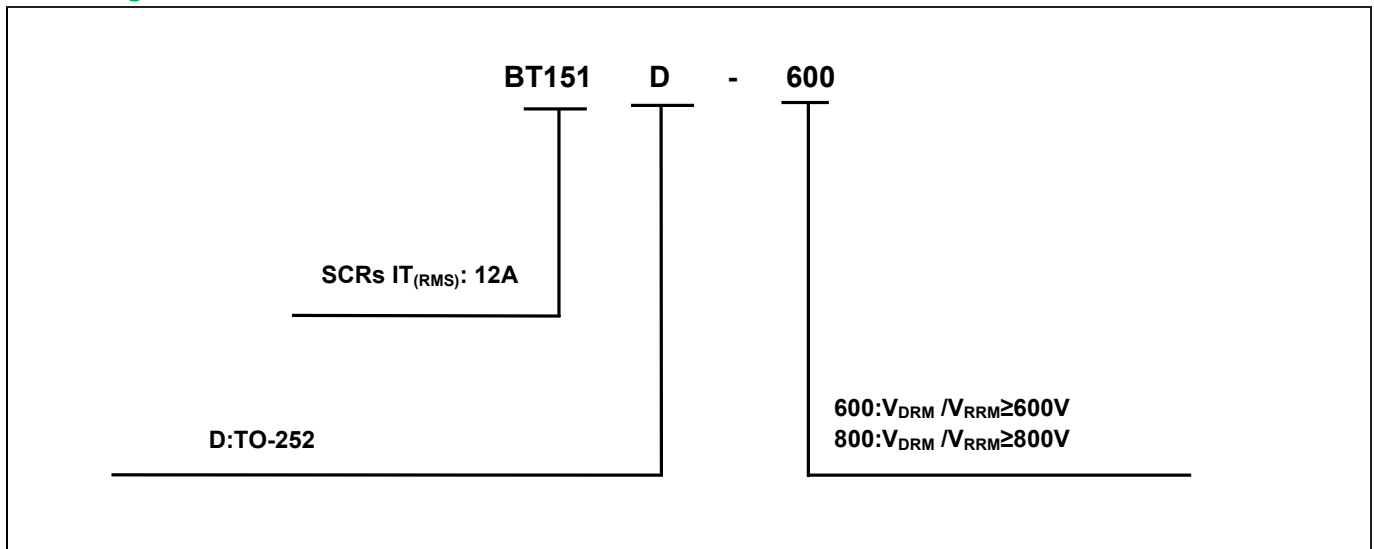 BT151 D - 600
SCRs IT(RMS): 12A
600:VDRM /VRRM≥600V
800:VDRM /VRRM≥800V
D:TO-252